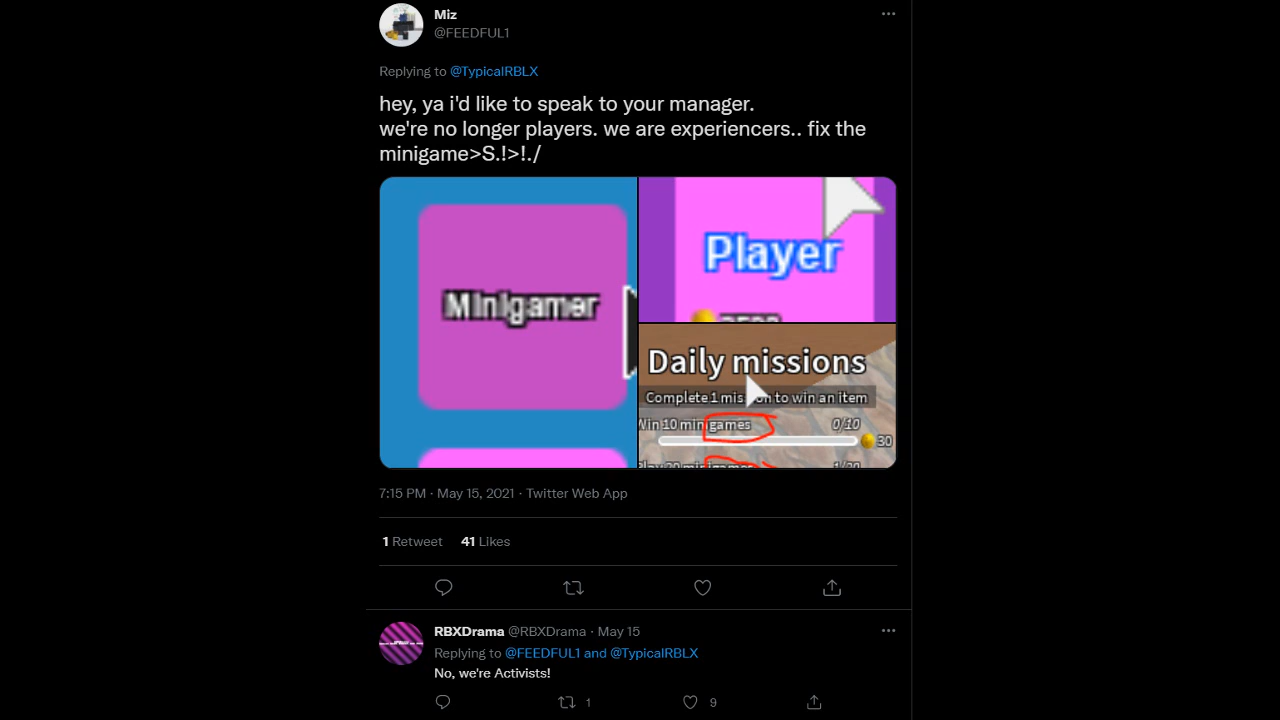 Miz
@FEEDFUL1
Replying to @TypicalRBLX
hey, ya i'd like to speak to your manager.
we're no longer players. we are experiencers.. fix the
minigame>S.!>!./
Minigamer
Player
Daily missions
Complete 1 mission to win an item
Win 10 minigames 0/10
30
7:15 PM · May 15, 2021 · Twitter Web App
1 Retweet 41 Likes
RBXDrama @RBXDrama · May 15
Replying to @FEEDFUL1 and @TypicalRBLX
No, we're Activists!
1 9